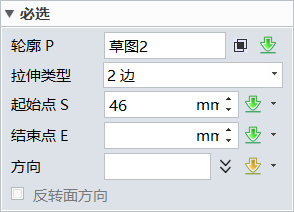 必选
轮廓 P 草图2
拉伸类型 2 边
起始点 S 46 mm
结束点 E mm
方向
反转面方向